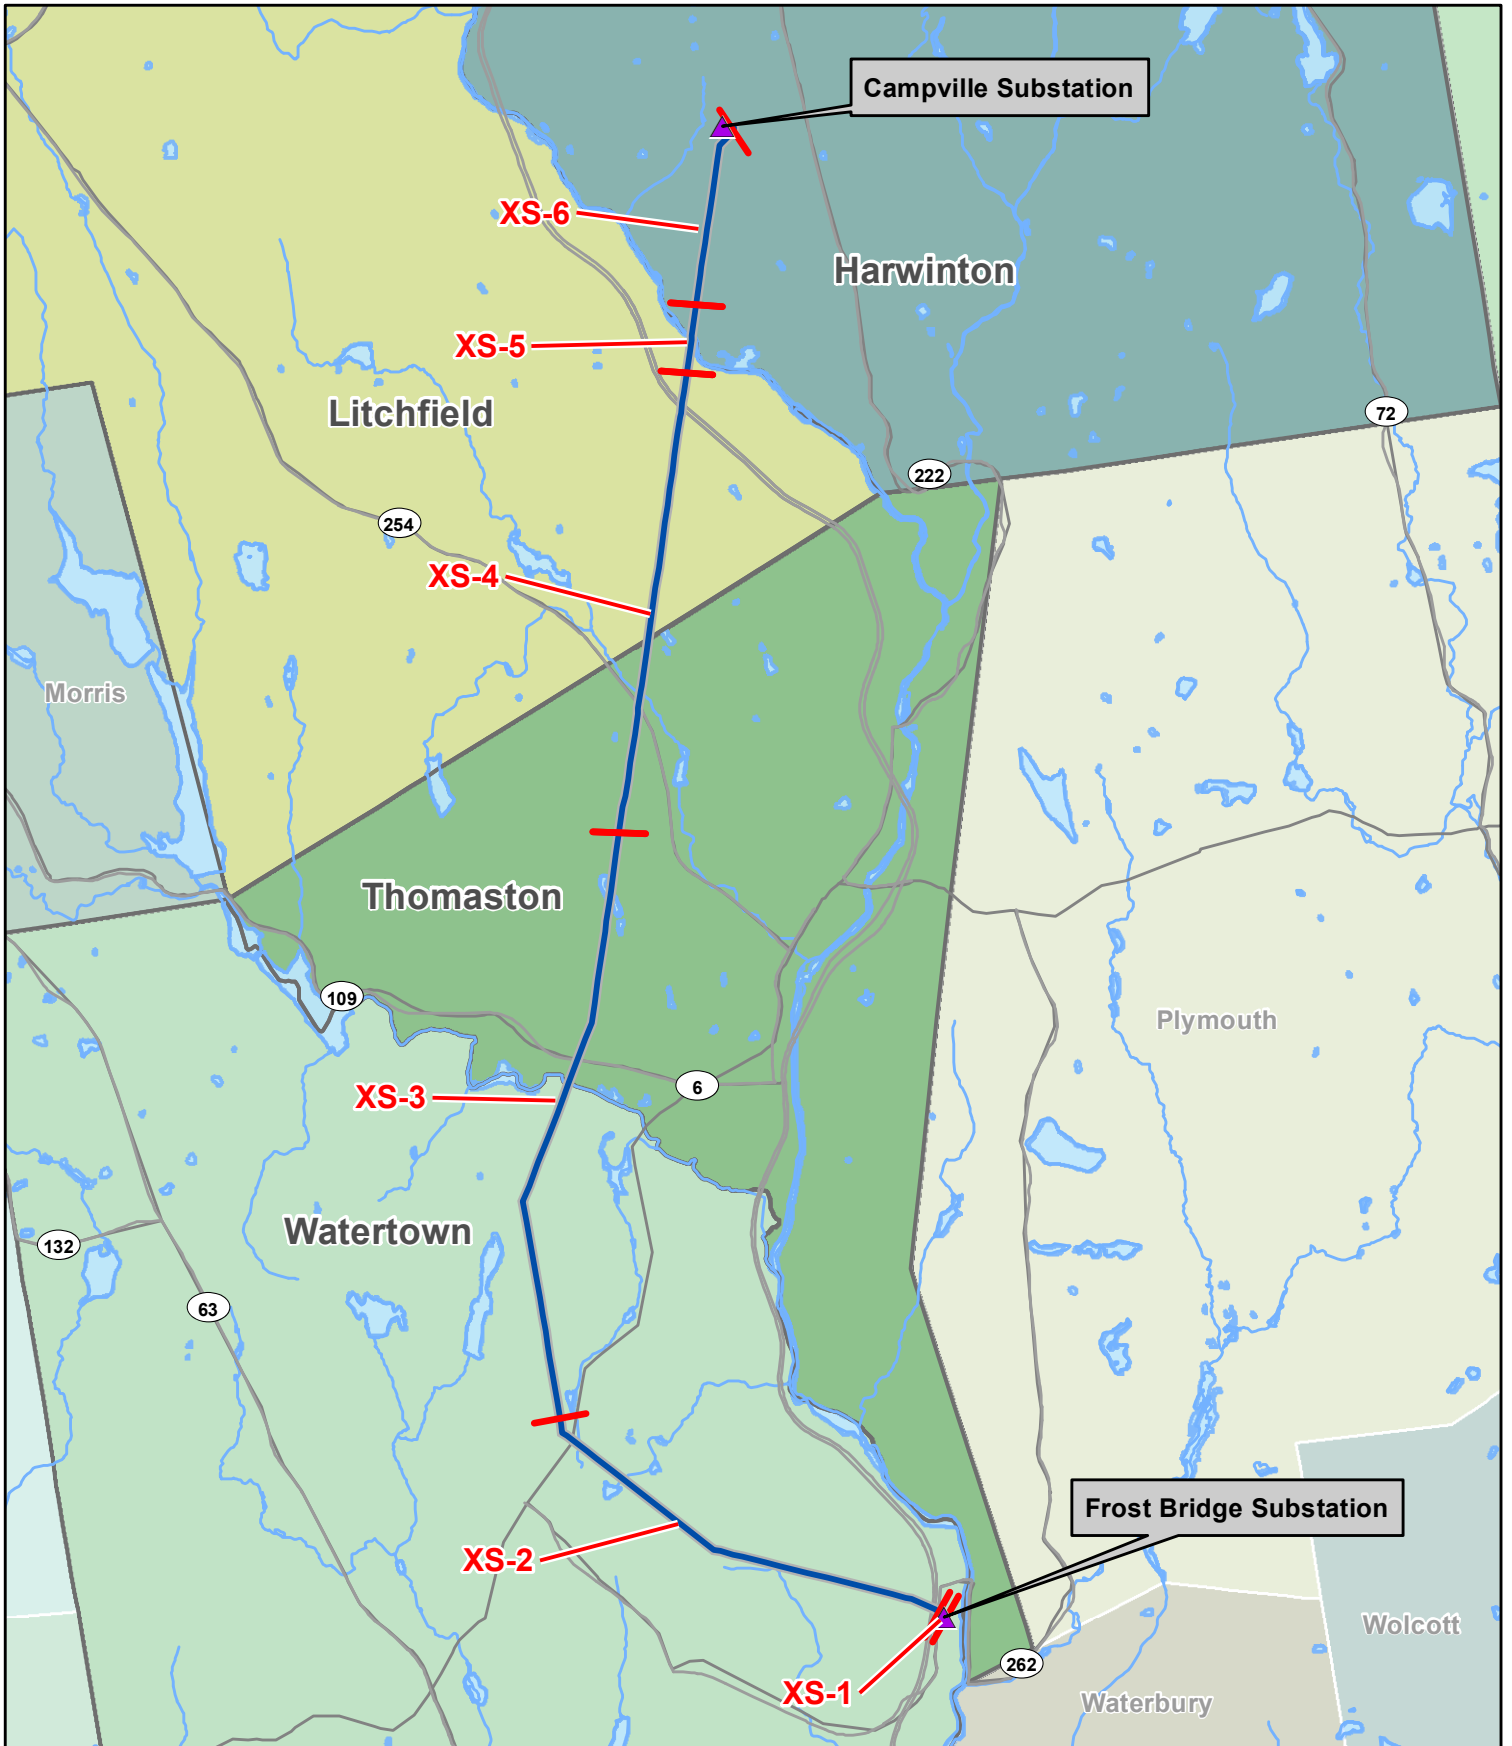 Campville Substation
XS-6
Harwinton
XS-5
Litchfield
72
222
254
XS-4
Morris
Thomaston
109
Plymouth
6
XS-3
Watertown
132
63
Frost Bridge Substation
XS-2
Wolcott
262
XS-1
Waterbury